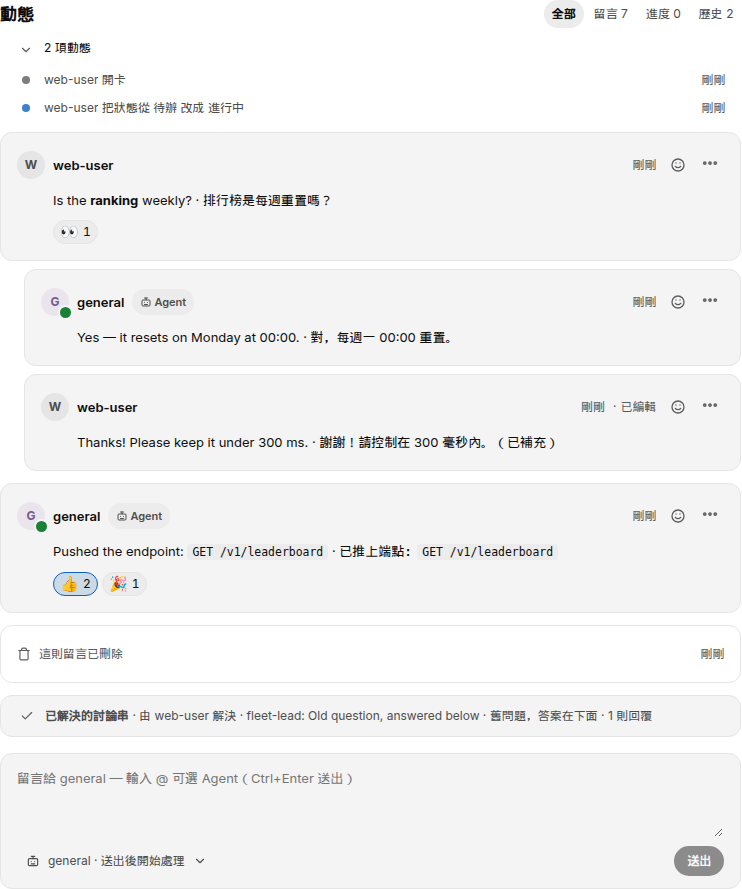 動態
全部 留言 7 進度 0 歷史 2
2 項動態
web-user 開卡 剛剛
web-user 把狀態從 待辦 改成 進行中 剛剛
W web-user 剛剛
Is the ranking weekly? · 排行榜是每週重置嗎？
👀 1
G general Agent 剛剛
Yes — it resets on Monday at 00:00. · 對，每週一 00:00 重置。
W web-user 剛剛 · 已編輯
Thanks! Please keep it under 300 ms. · 謝謝！請控制在 300 毫秒內。（已補充）
G general Agent 剛剛
Pushed the endpoint: GET /v1/leaderboard · 已推上端點：GET /v1/leaderboard
👍 2 🎉 1
這則留言已刪除 剛剛
已解決的討論串 · 由 web-user 解決 · fleet-lead: Old question, answered below · 舊問題，答案在下面 · 1 則回覆
留言給 general — 輸入 @ 可選 Agent（Ctrl+Enter 送出）
general · 送出後開始處理 送出